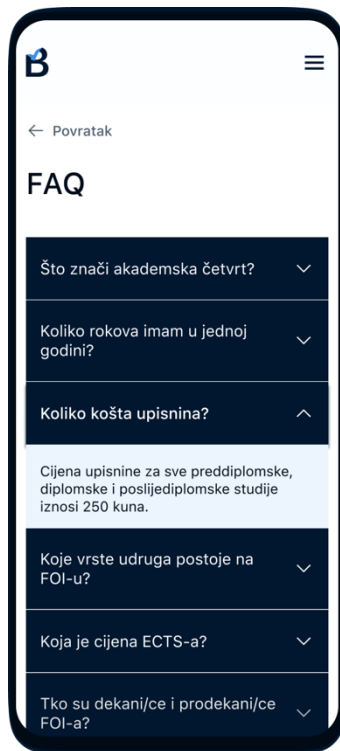 B
Povratak
FAQ
Što znači akademska četvrt?
Koliko rokova imam u jednoj
godini?
Koliko košta upisnina?
Cijena upisnine za sve preddiplomske,
diplomske i poslijediplomske studije
iznosi 250 kuna.
Koje vrste udruga postoje na
FOI-u?
Koja je cijena ECTS-a?
Tko su dekani/ce i prodekani/ce
FOI-a?